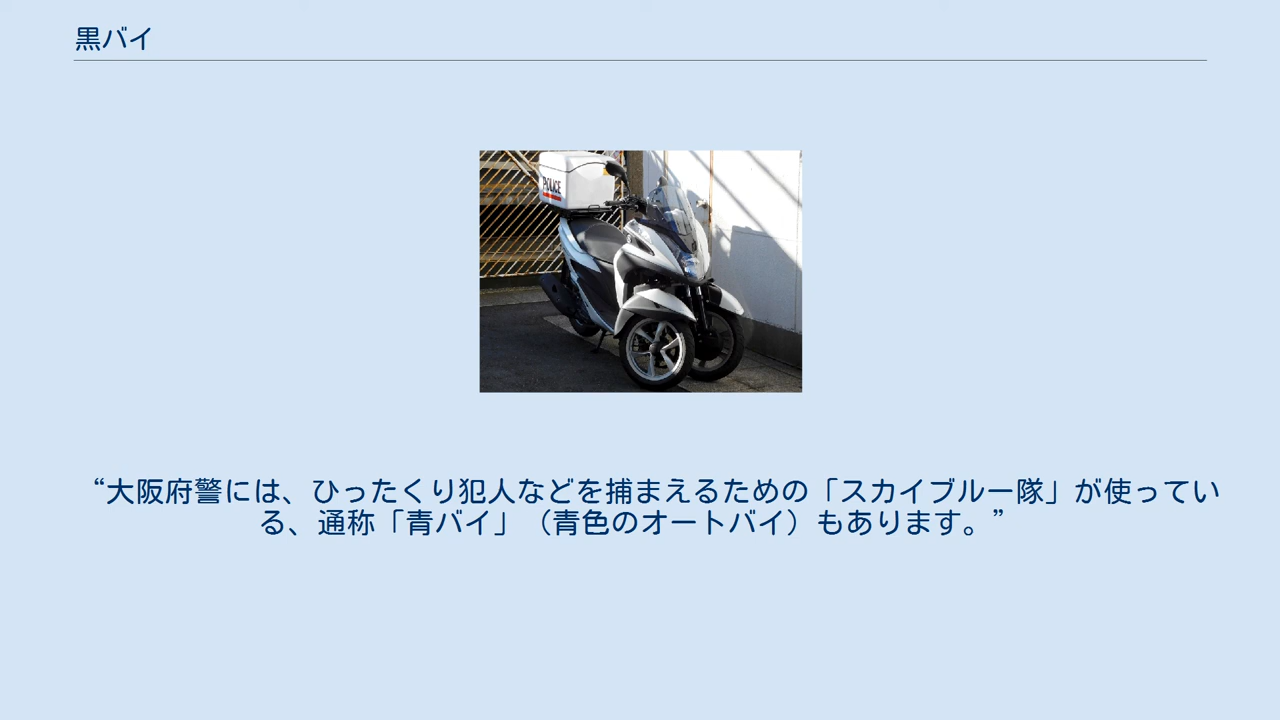 黒バイ
POLICE
“大阪府警には、ひったくり犯人などを捕まえるための「スカイブルー隊」が使ってい
る、通称「青バイ」（青色のオートバイ）もあります。”